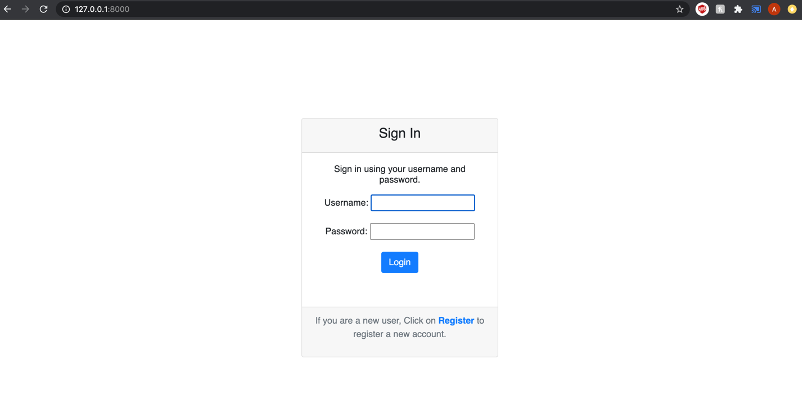 127.0.0.1:8000
Sign In
Sign in using your username and
password.
Username:
Password:
Login
If you are a new user, Click on Register to
register a new account.